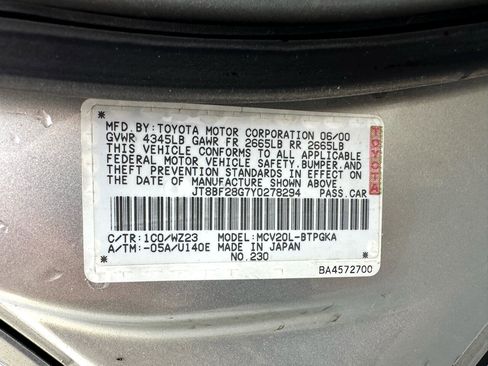 MFD.BY:TOYOTA MOTOR CORPORATION 06/00
GVWR 4345LB GAWR FR 2665LB RR 2665LB
THIS VEHICLE CONFORMS TO ALL APPLICABLE
FEDERAL MOTOR VEHICLE SAFETY,BUMPER,AND
THEFT PREVENTION STANDARDS IN EFFECT ON
THE DATE OF MANUFACTURE SHOWN ABOVE.
JT8BF28G7Y0278294 PASS.CAR
C/TR:1C0/WZ23 MODEL:MCV20L-BTPGKA
A/TM:-05A/U140E MADE IN JAPAN
NO.230
BA4572700
TOYOTA